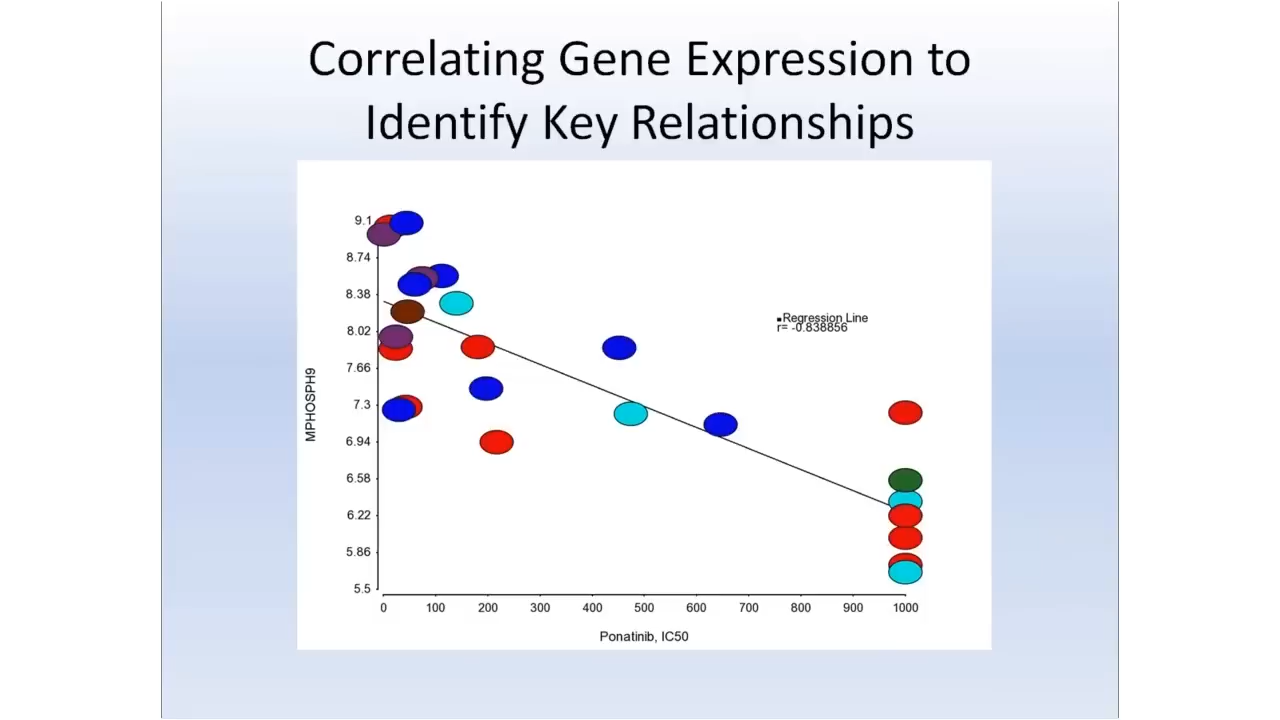 Correlating Gene Expression to
Identify Key Relationships
9.1
8.74
8.38
8.02
7.66
7.3
6.94
6.58
6.22
5.86
5.5
MPHOSPH9
Regression Line
r= -0.838856
0 100 200 300 400 500 600 700 800 900 1000
Ponatinib, IC50